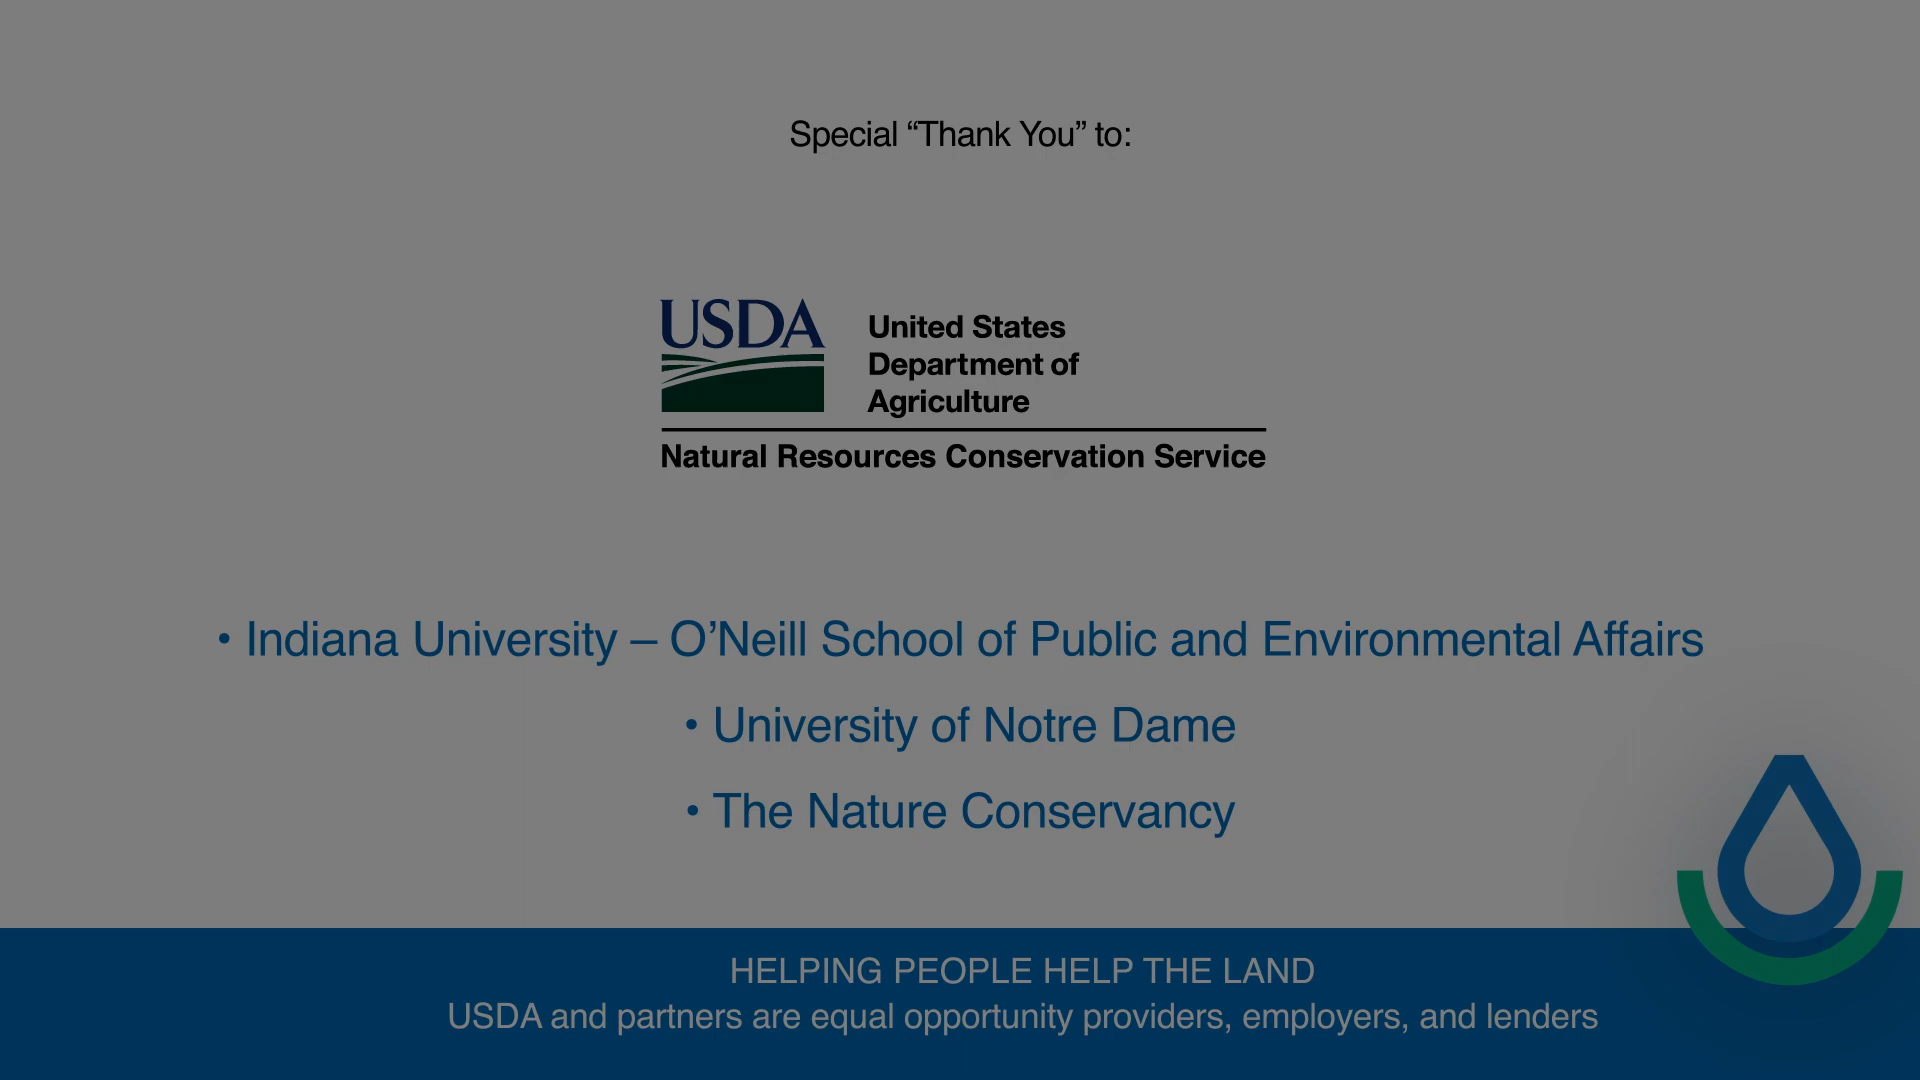 Special “Thank You” to:
USDA
United States
Department of
Agriculture
Natural Resources Conservation Service
• Indiana University – O’Neill School of Public and Environmental Affairs
• University of Notre Dame
• The Nature Conservancy
HELPING PEOPLE HELP THE LAND
USDA and partners are equal opportunity providers, employers, and lenders